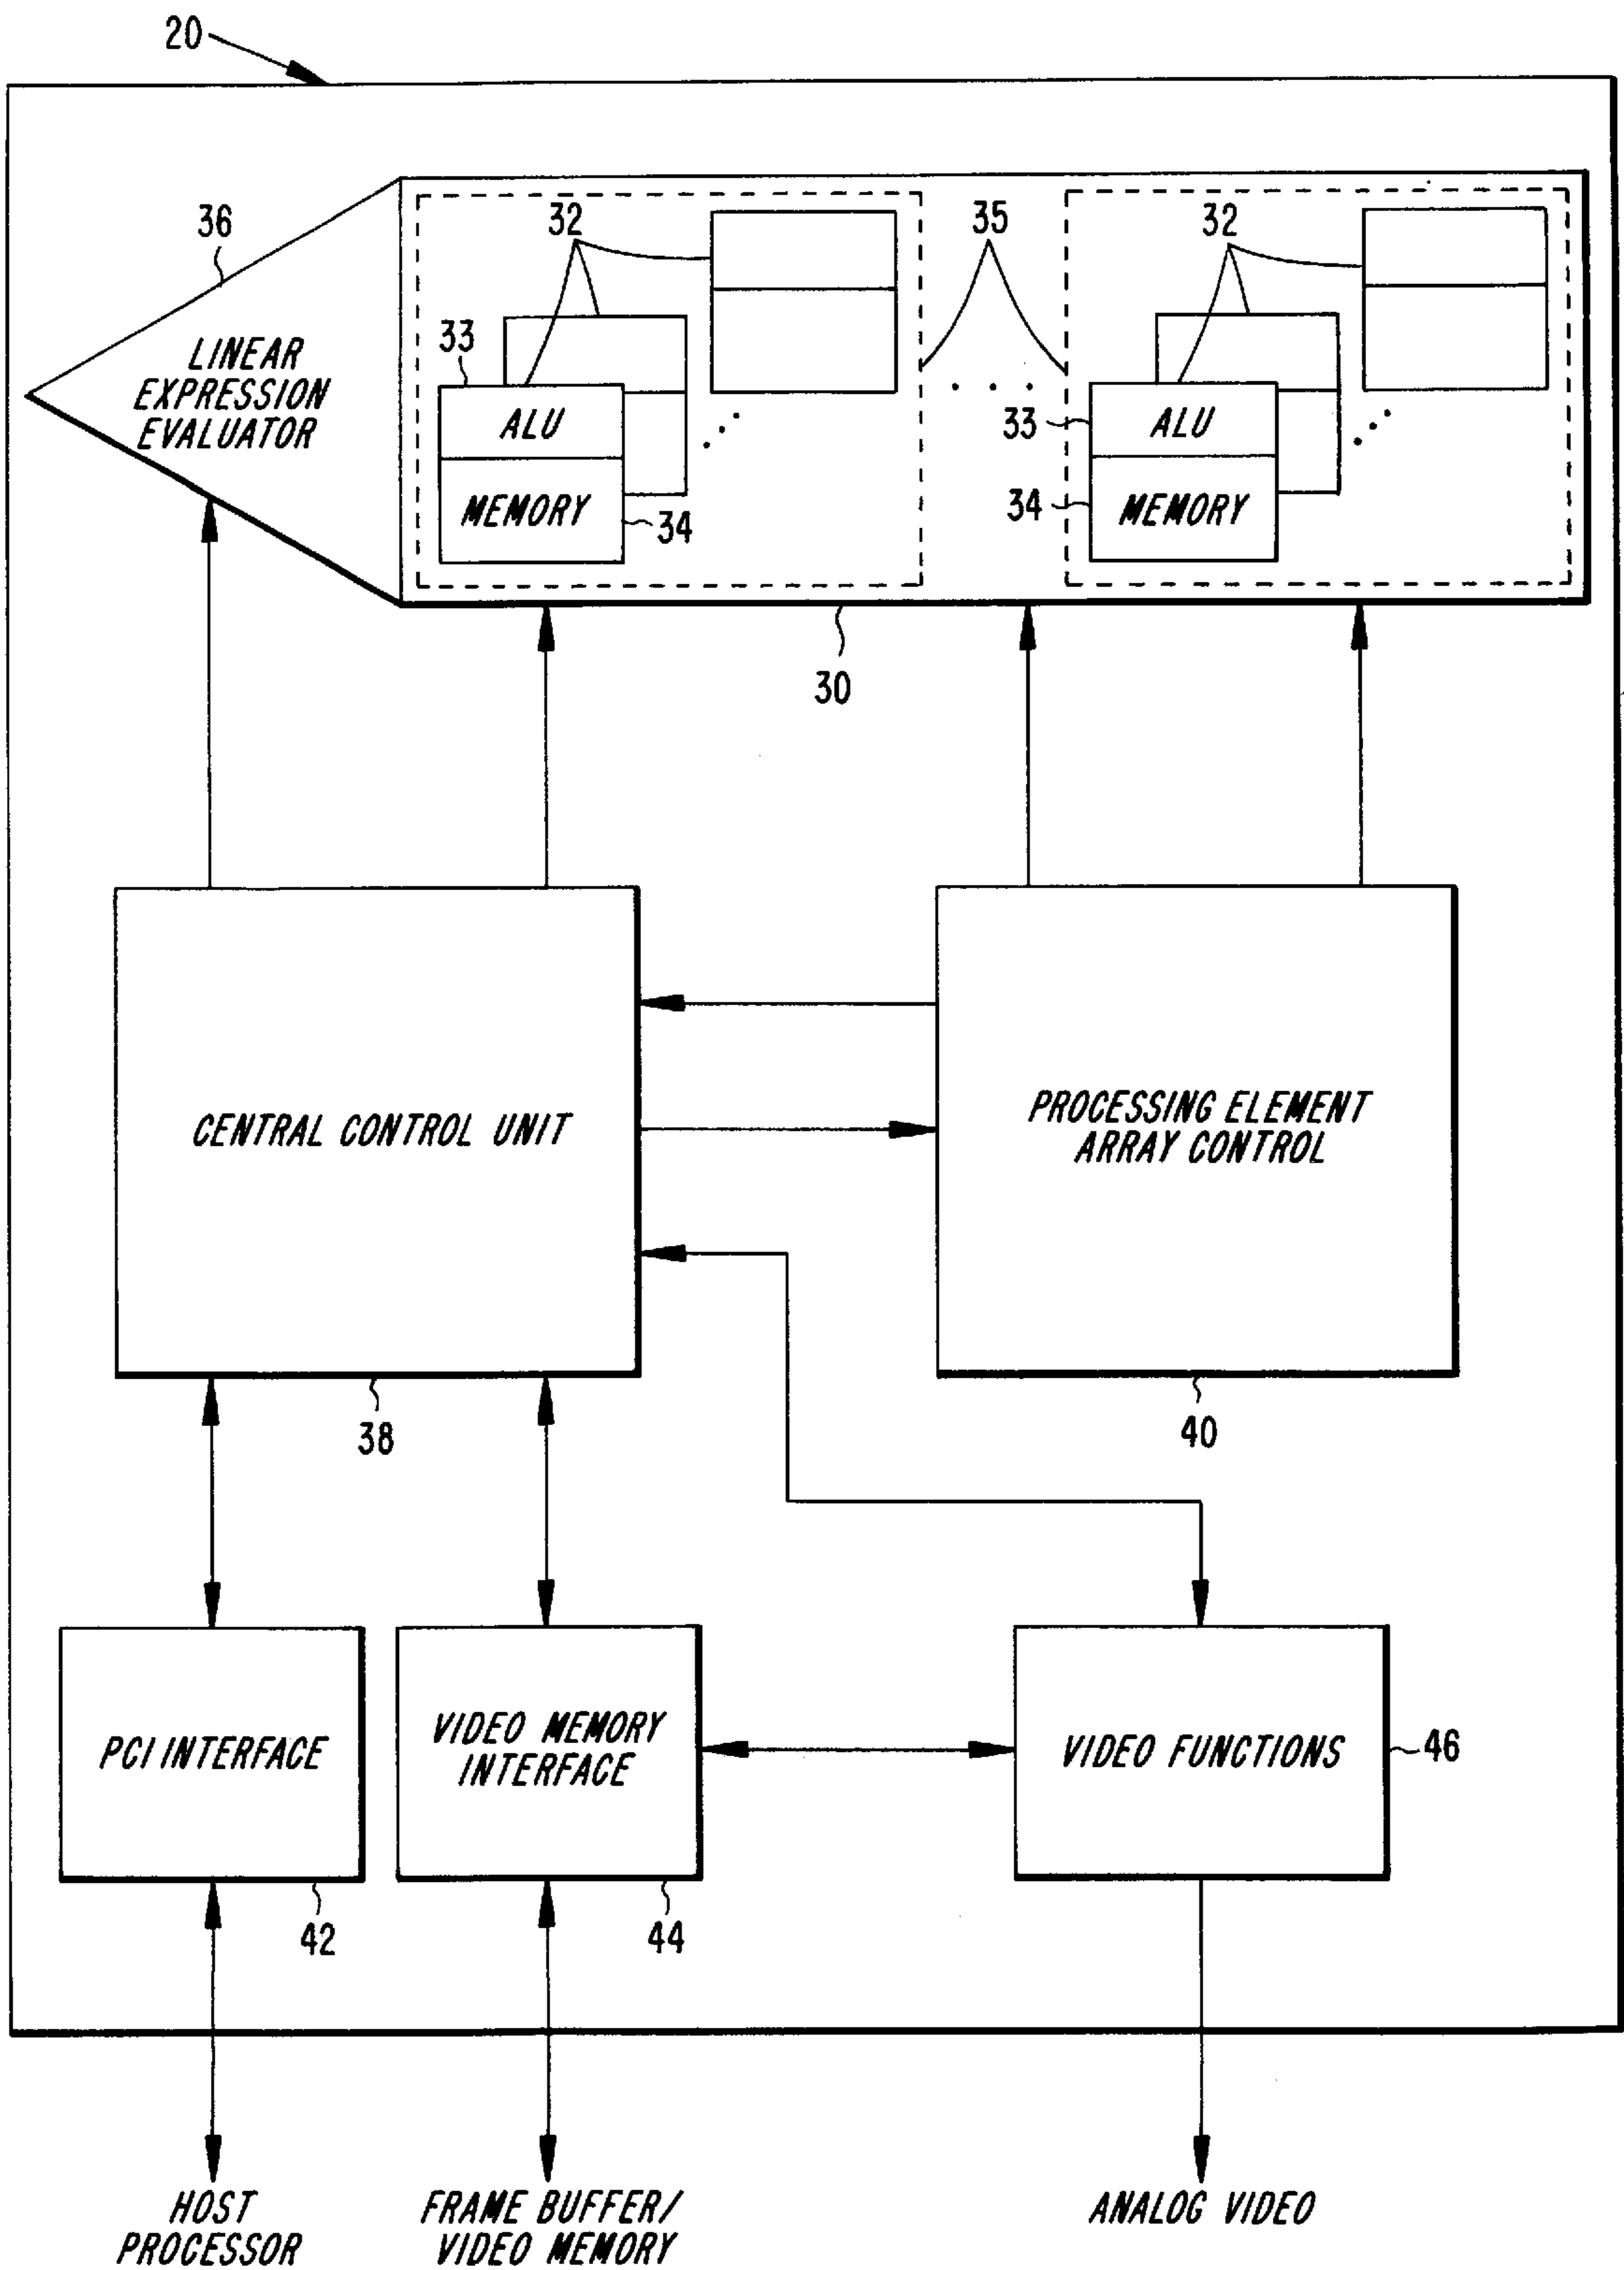 20
36
32
35
32
33
LINEAR
EXPRESSION
EVALUATOR
ALU
MEMORY
34
33
ALU
34
MEMORY
30
CENTRAL CONTROL UNIT
PROCESSING ELEMENT
ARRAY CONTROL
38
40
PCI INTERFACE
VIDEO MEMORY
INTERFACE
VIDEO FUNCTIONS
46
42
44
HOST
PROCESSOR
FRAME BUFFER/
VIDEO MEMORY
ANALOG VIDEO